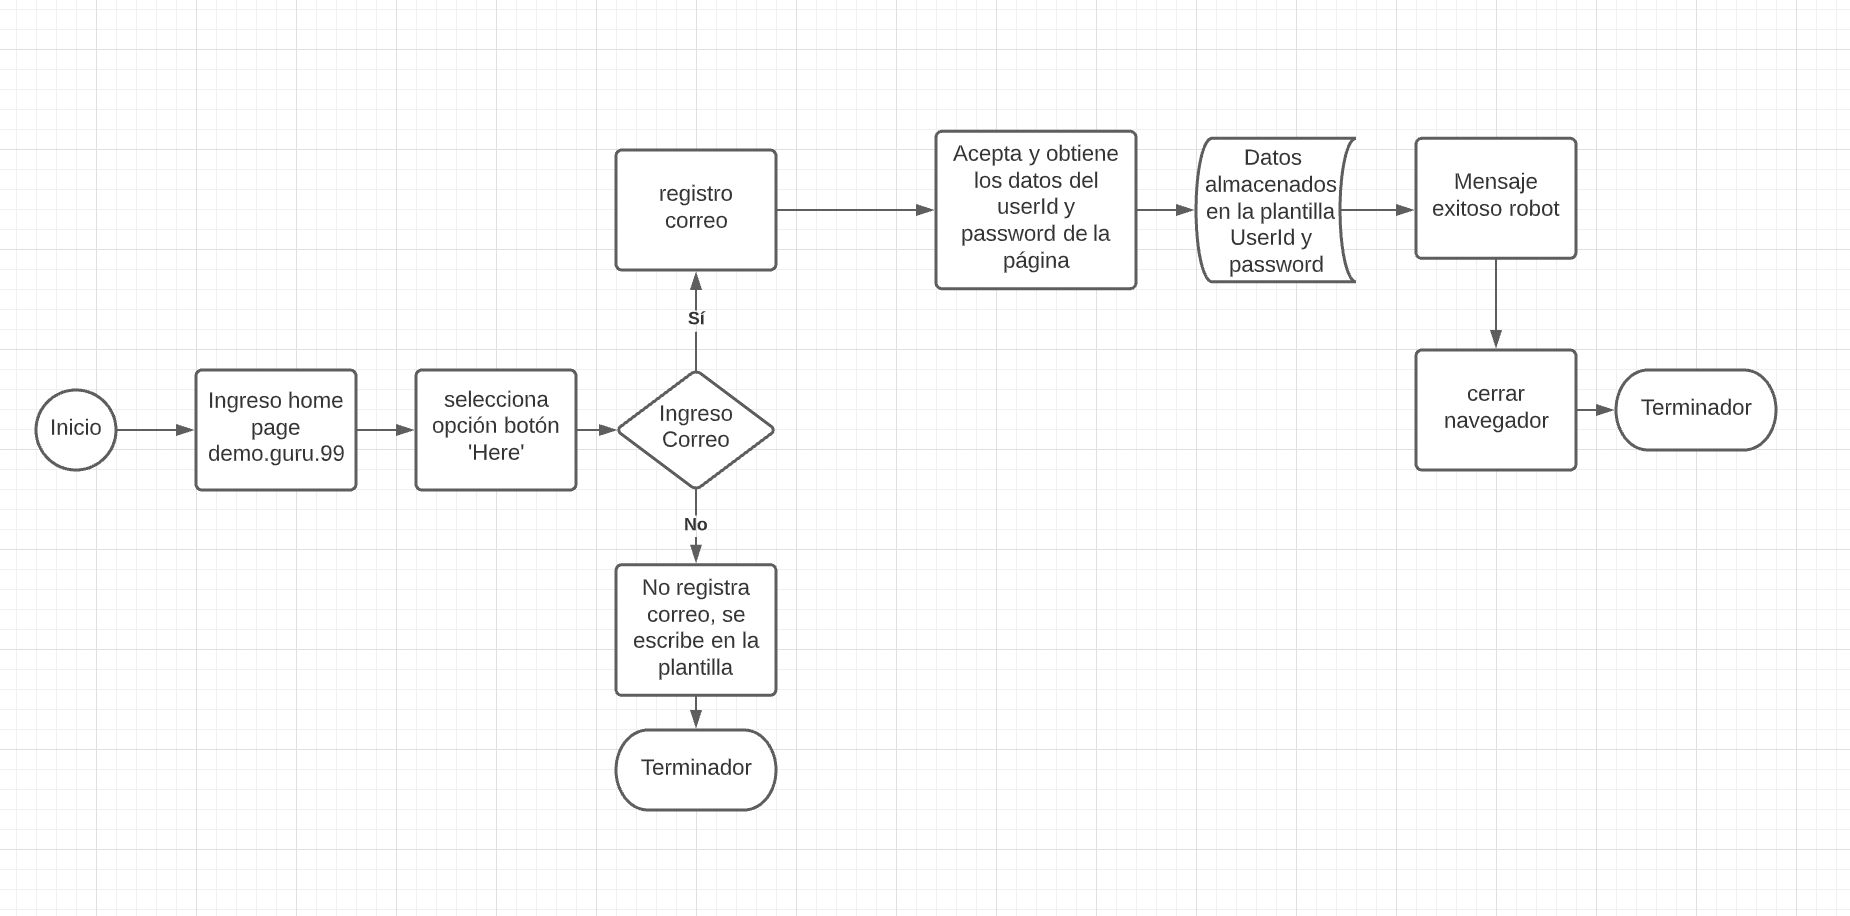 Inicio
Ingreso home
page
demo.guru.99
selecciona
opción botón
'Here'
Ingreso
Correo
Sí
registro
correo
Acepta y obtiene
los datos del
userId y
password de la
página
Datos
almacenados
en la plantilla
UserId y
password
Mensaje
exitoso robot
cerrar
navegador
Terminador
No
No registra
correo, se
escribe en la
plantilla
Terminador